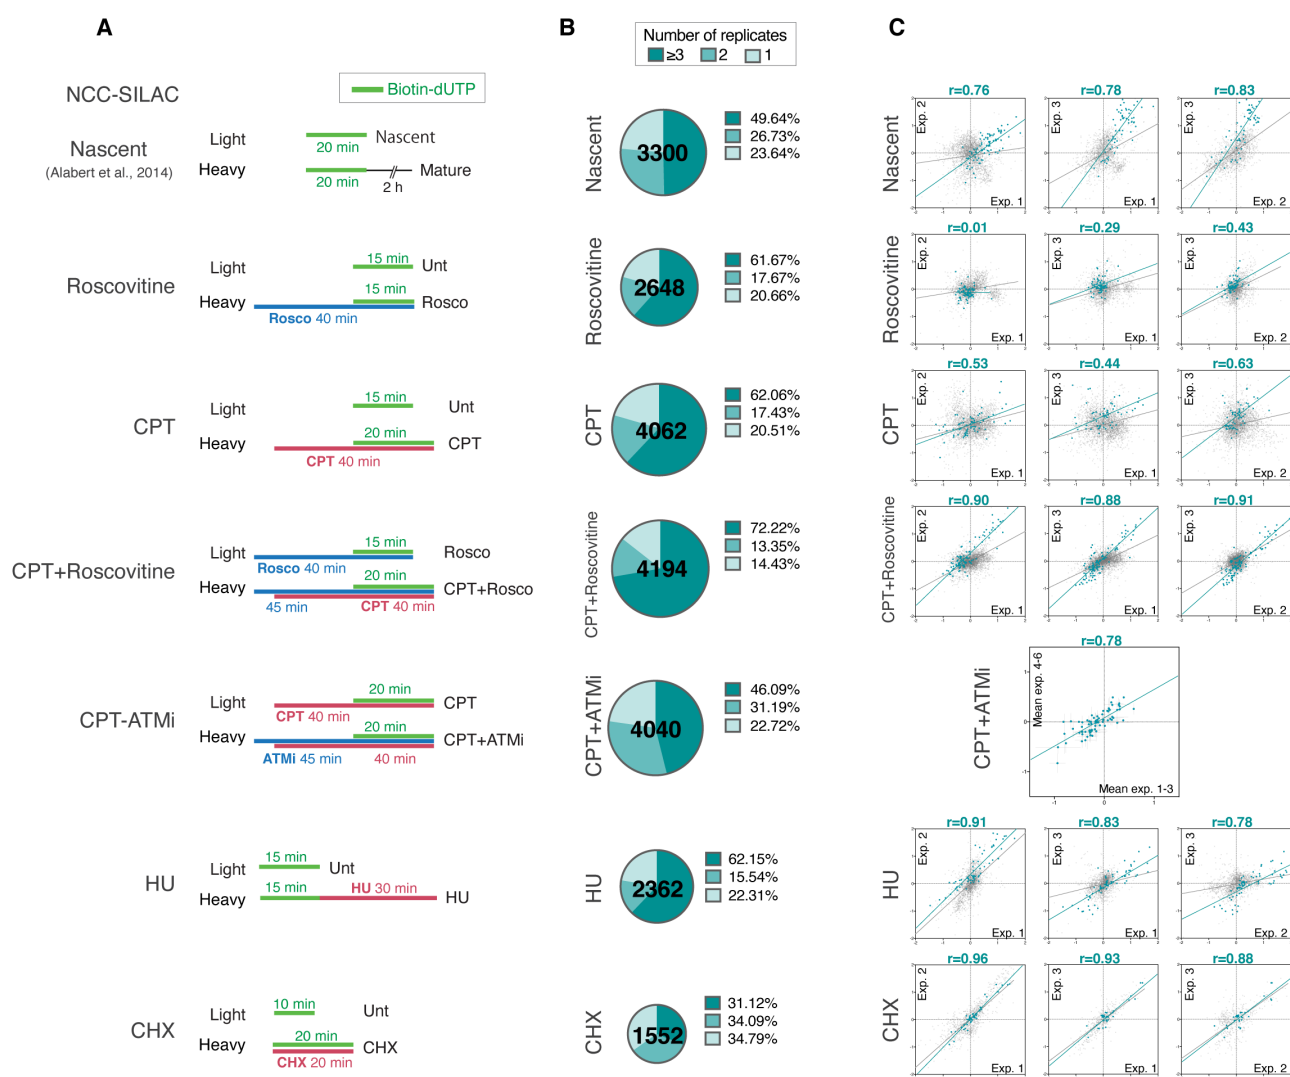 A
NCC-SILAC
Biotin-dUTP
Nascent
(Alabert et al., 2014)
Light
20 min
Nascent
Heavy
20 min
2 h
Mature
Roscovitine
Light
15 min
Unt
Heavy
15 min
Rosco
Rosco 40 min
CPT
Light
15 min
Unt
Heavy
20 min
CPT
CPT 40 min
CPT+Roscovitine
Light
15 min
Rosco
Rosco 40 min
Heavy
20 min
CPT+Rosco
45 min
CPT 40 min
CPT-ATMi
Light
20 min
CPT
CPT 40 min
Heavy
20 min
CPT+ATMi
ATMi 45 min
40 min
HU
Light
15 min
Unt
Heavy
15 min
HU 30 min
HU
CHX
Light
10 min
Unt
Heavy
20 min
CHX
CHX 20 min
B
Number of replicates
≥3
2
1
Nascent
3300
49.64%
26.73%
23.64%
Roscovitine
2648
61.67%
17.67%
20.66%
CPT
4062
62.06%
17.43%
20.51%
CPT+Roscovitine
4194
72.22%
13.35%
14.43%
CPT+ATMi
4040
46.09%
31.19%
22.72%
HU
2362
62.15%
15.54%
22.31%
CHX
1552
31.12%
34.09%
34.79%
C
Nascent
r=0.76
Exp. 2
Exp. 1
r=0.78
Exp. 3
Exp. 1
r=0.83
Exp. 3
Exp. 2
Roscovitine
r=0.01
Exp. 2
Exp. 1
r=0.29
Exp. 3
Exp. 1
r=0.43
Exp. 3
Exp. 2
CPT
r=0.53
Exp. 2
Exp. 1
r=0.44
Exp. 3
Exp. 1
r=0.63
Exp. 3
Exp. 2
CPT+Roscovitine
r=0.90
Exp. 2
Exp. 1
r=0.88
Exp. 3
Exp. 1
r=0.91
Exp. 3
Exp. 2
CPT+ATMi
r=0.78
Mean exp. 4-6
1
0
-1
Mean exp. 1-3
-1
0
1
HU
r=0.91
Exp. 2
Exp. 1
r=0.83
Exp. 3
Exp. 1
r=0.78
Exp. 3
Exp. 2
CHX
r=0.96
Exp. 2
Exp. 1
r=0.93
Exp. 3
Exp. 1
r=0.88
Exp. 3
Exp. 2